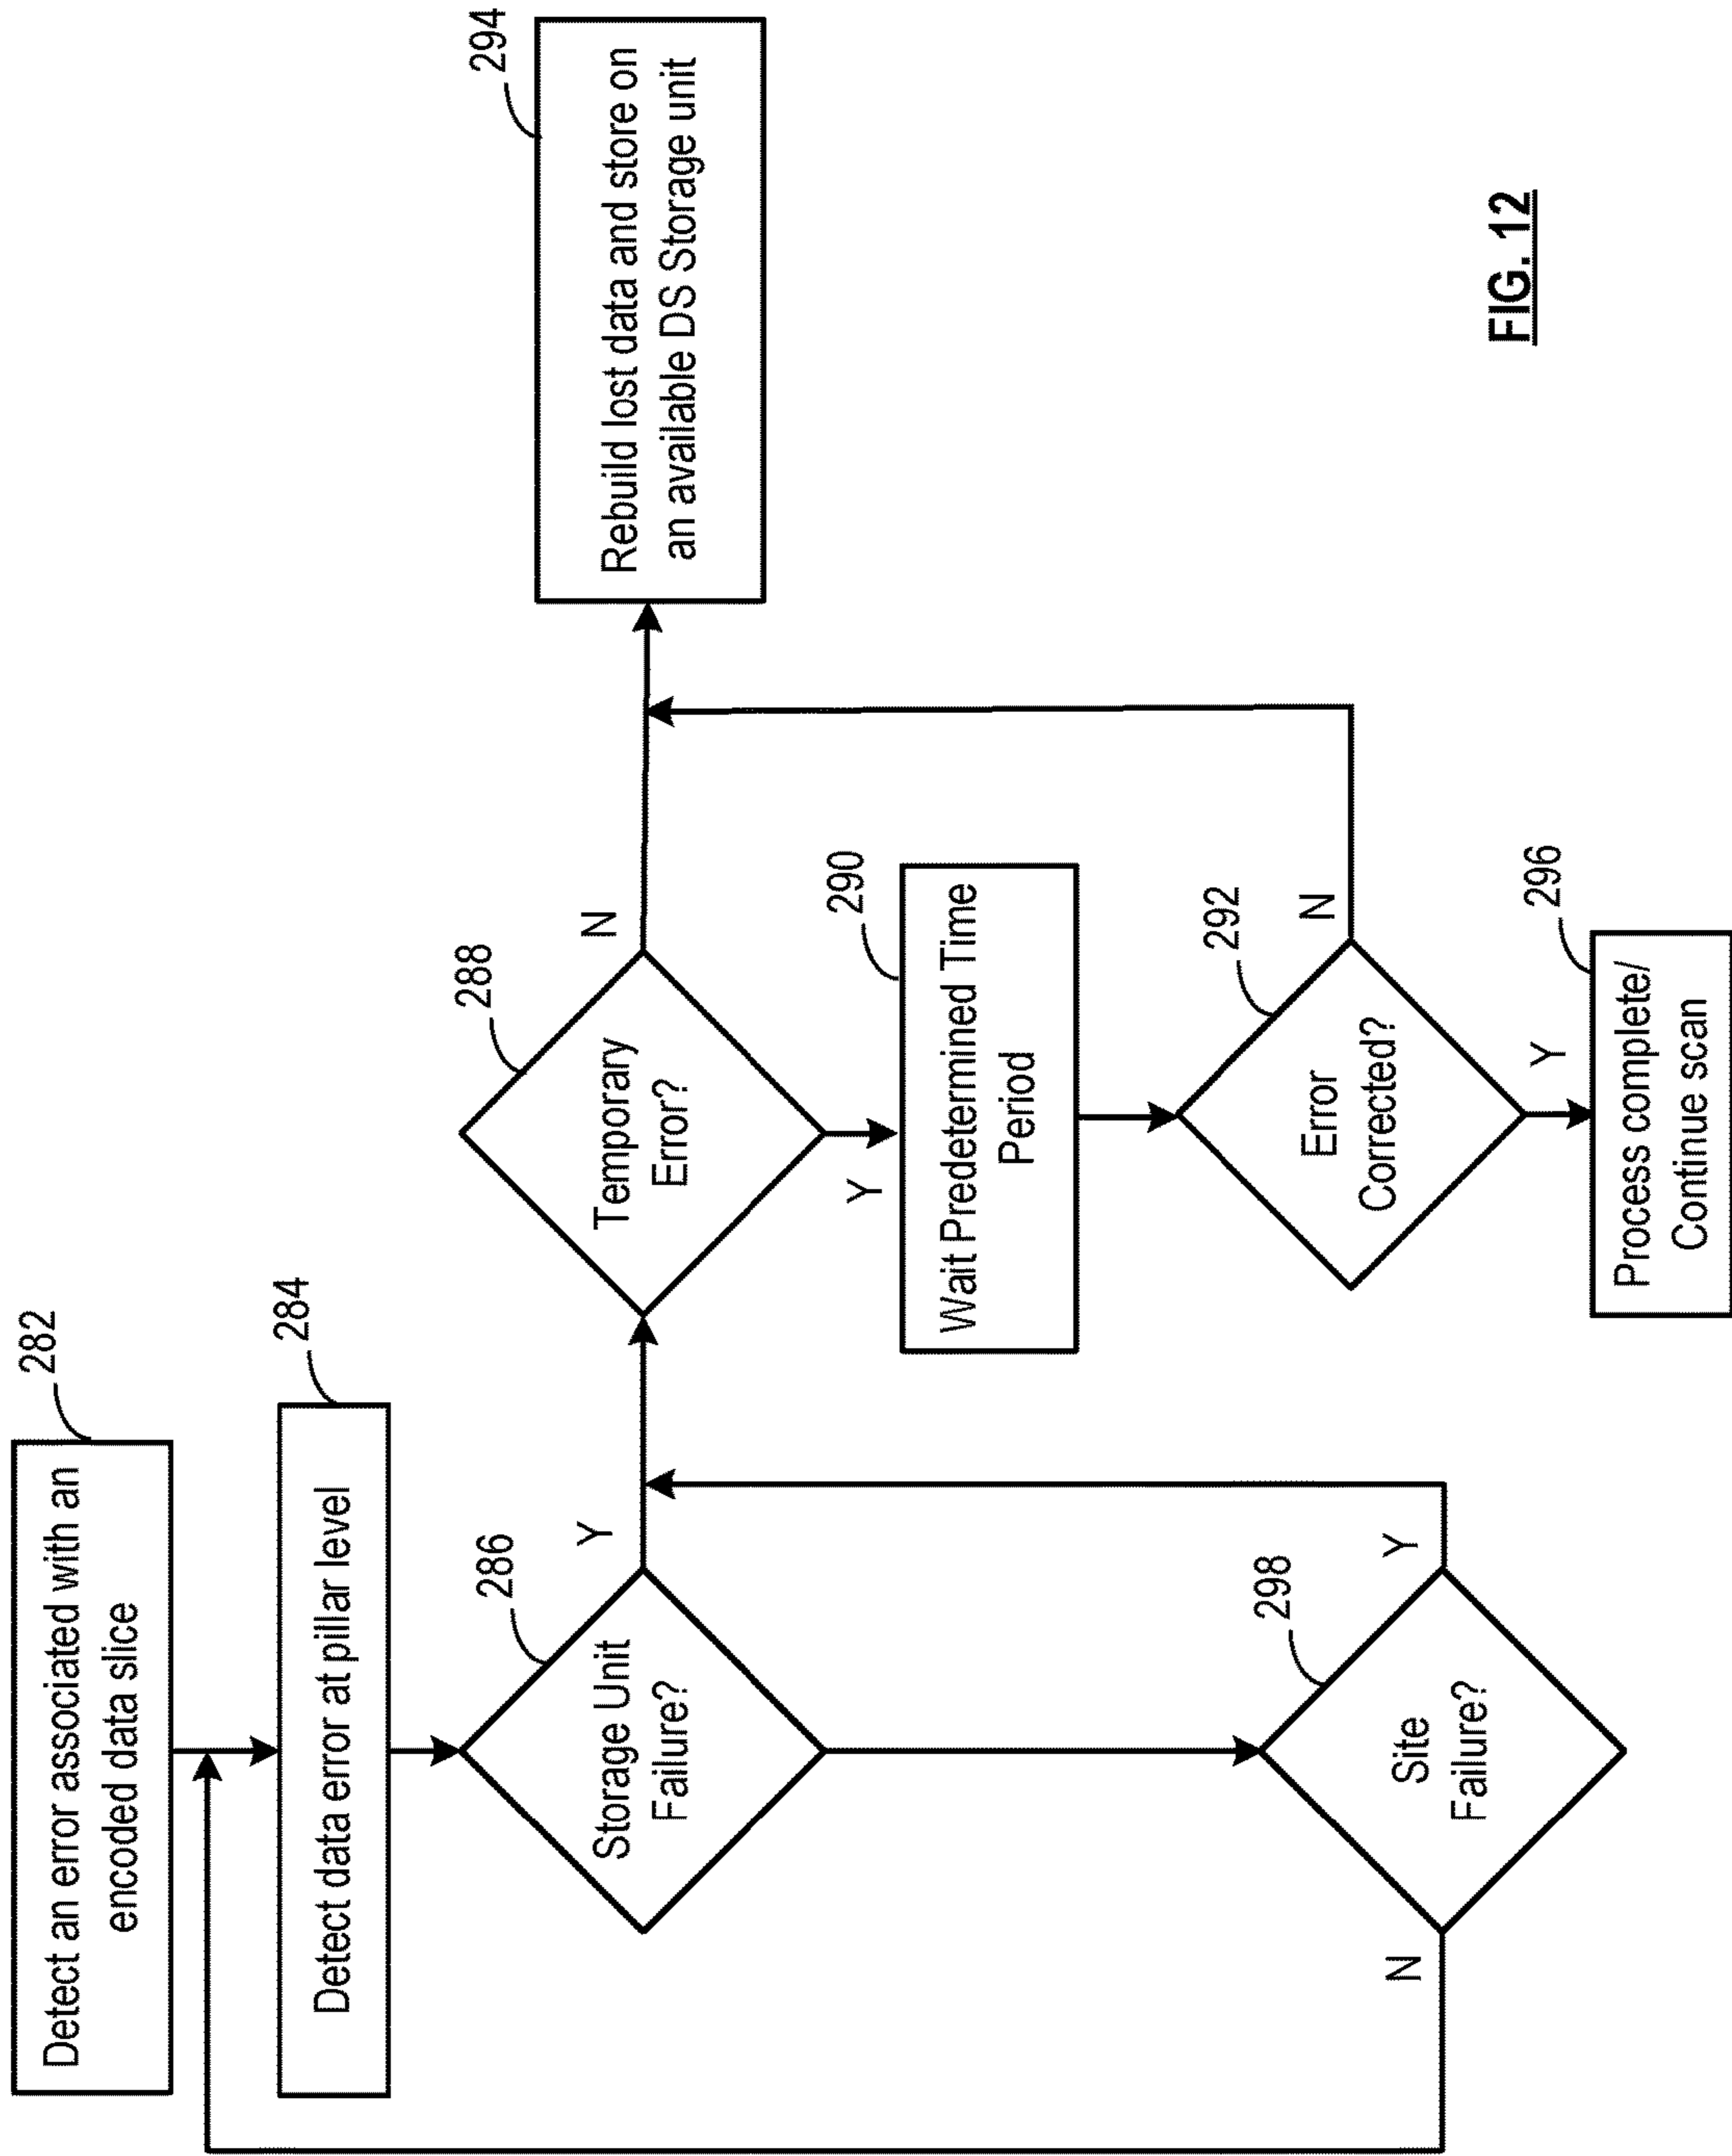 282
Detect an error associated with an
encoded data slice
284
Detect data error at pillar level
286
Storage Unit
Failure?
Y
298
Site
Failure?
Y
N
288
Temporary
Error?
N
Y
290
Wait Predetermined Time
Period
292
Error
Corrected?
N
Y
296
Process complete/
Continue scan
294
Rebuild lost data and store on
an available DS Storage unit
FIG. 12